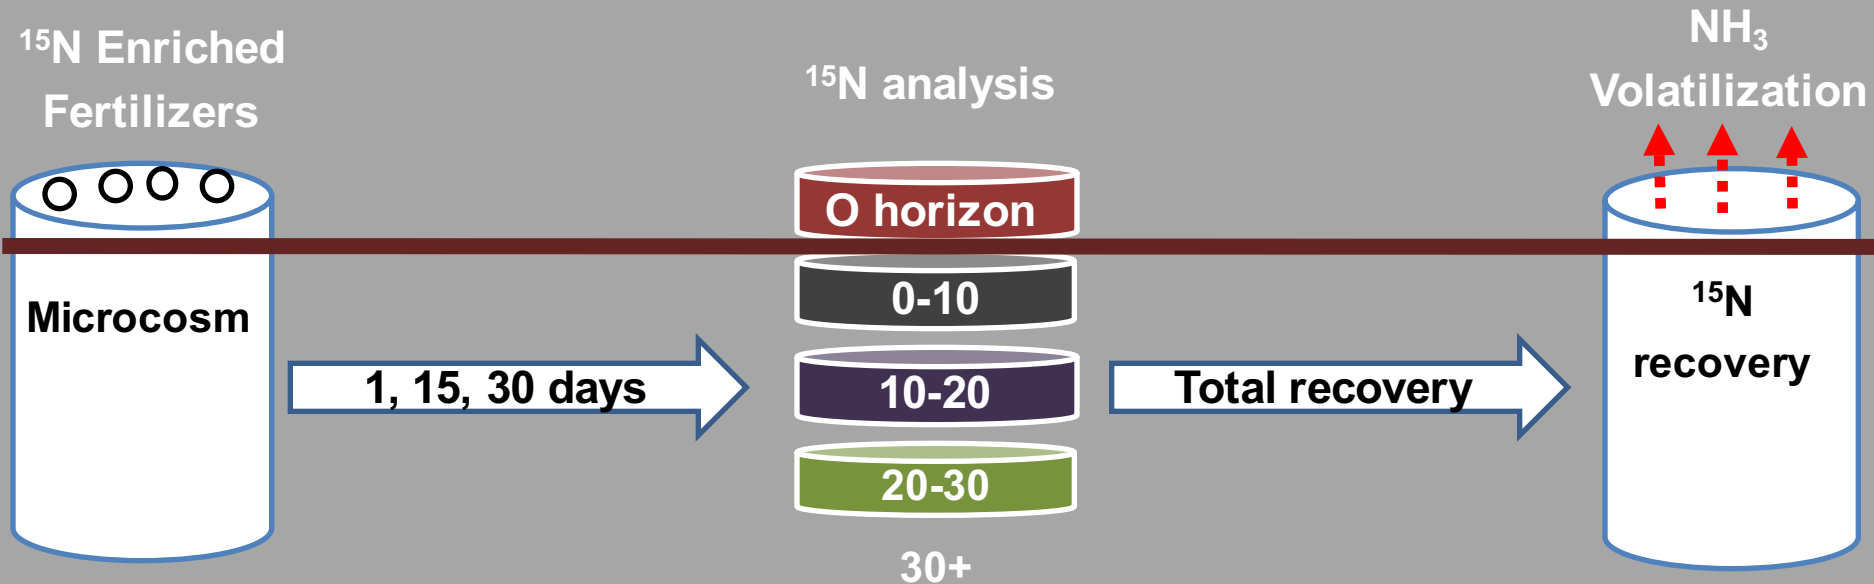 ¹⁵N Enriched
Fertilizers
Microcosm
1, 15, 30 days
¹⁵N analysis
O horizon
0-10
10-20
20-30
30+
Total recovery
NH₃
Volatilization
¹⁵N
recovery